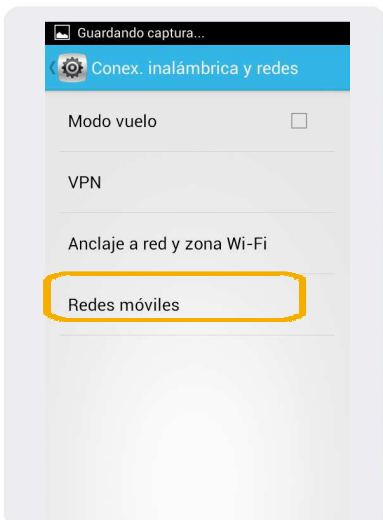 Guardando captura...
Conex. inalámbrica y redes
Modo vuelo
VPN
Anclaje a red y zona Wi-Fi
Redes móviles